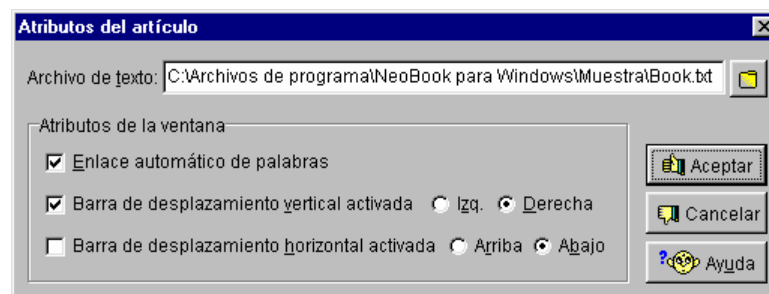 Atributos del artículo
Archivo de texto: C:\Archivos de programa\NeoBook para Windows\Muestra\Book.txt
Atributos de la ventana
Enlace automático de palabras
Barra de desplazamiento vertical activada Izq. Derecha
Barra de desplazamiento horizontal activada Arriba Abajo
Aceptar
Cancelar
Ayuda